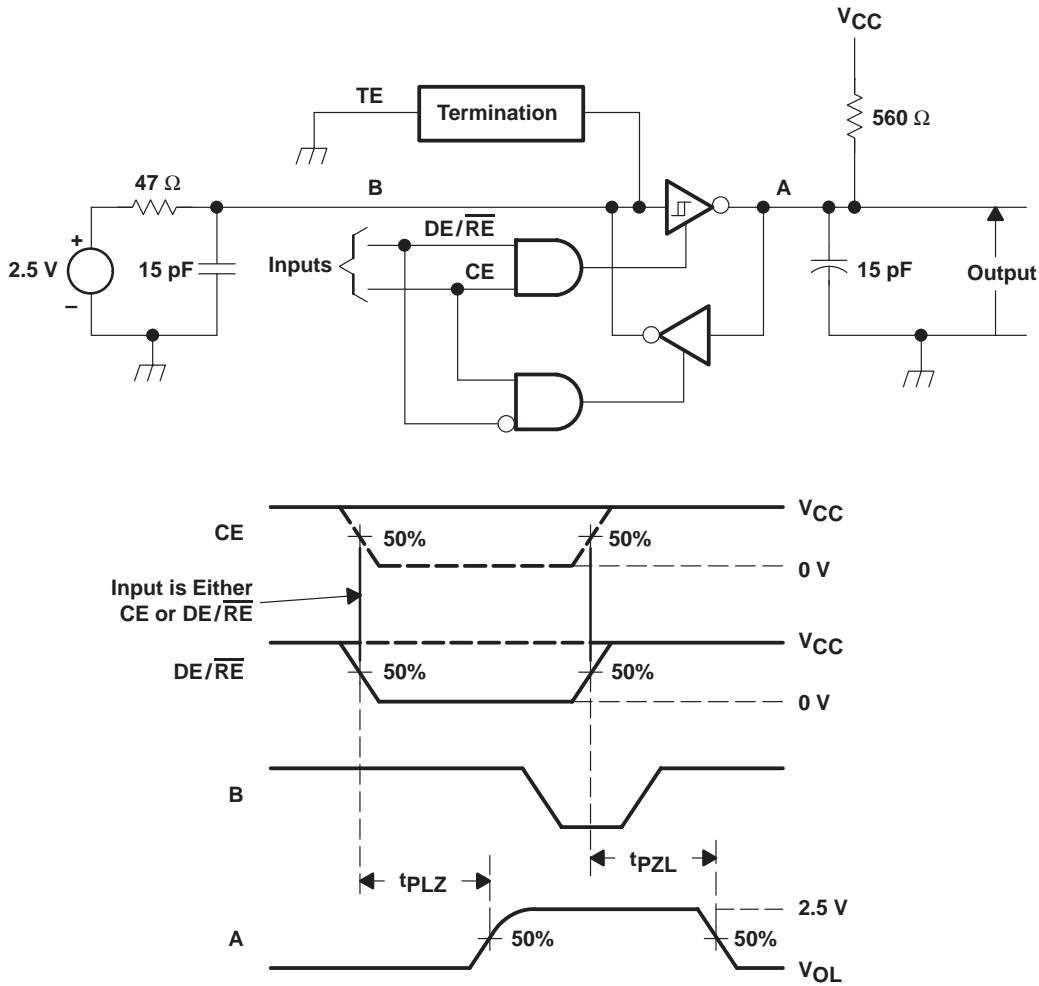 VCC
TE
Termination
560 Ω
47 Ω
B
A
DE/RE
+
2.5 V
−
15 pF
Inputs
CE
15 pF
Output
CE
50%
50%
VCC
0 V
Input is Either
CE or DE/RE
DE/RE
50%
50%
VCC
0 V
B
tPLZ
tPZL
A
50%
50%
2.5 V
VOL